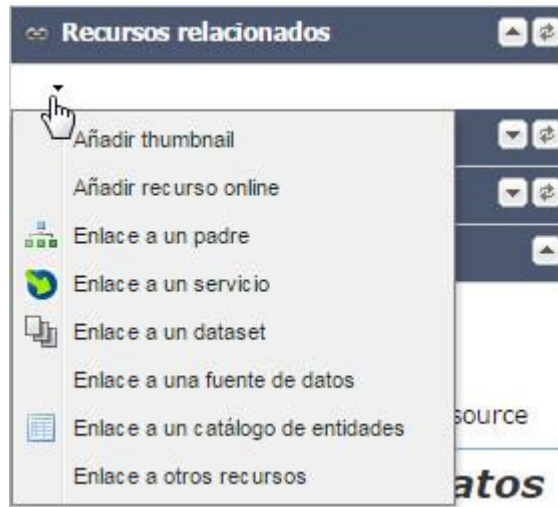 Recursos relacionados
Añadir thumbnail
Añadir recurso online
Enlace a un padre
Enlace a un servicio
Enlace a un dataset
Enlace a una fuente de datos
Enlace a un catálogo de entidades
source
Enlace a otros recursos
atos